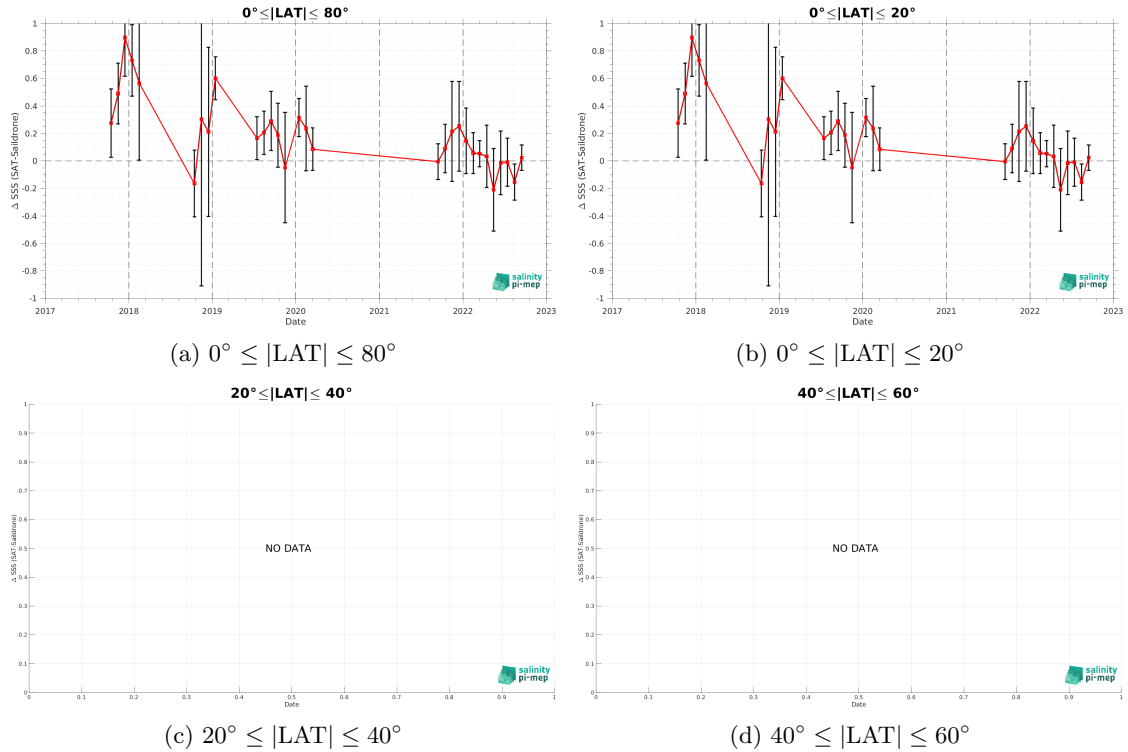 0°≤|LAT|≤ 80°
1
0.8
0.6
0.4
0.2
0
-0.2
-0.4
-0.6
-0.8
-1
Δ SSS (SAT-Saildrone)
2017 2018 2019 2020 2021 2022 2023
Date
salinity
pi-mep
(a) 0° ≤ |LAT| ≤ 80°
0°≤|LAT|≤ 20°
1
0.8
0.6
0.4
0.2
0
-0.2
-0.4
-0.6
-0.8
-1
Δ SSS (SAT-Saildrone)
2017 2018 2019 2020 2021 2022 2023
Date
salinity
pi-mep
(b) 0° ≤ |LAT| ≤ 20°
20°≤|LAT|≤ 40°
1
0.9
0.8
0.7
0.6
0.5
0.4
0.3
0.2
0.1
0
Δ SSS (SAT-Saildrone)
NO DATA
0 0.1 0.2 0.3 0.4 0.5 0.6 0.7 0.8 0.9 1
Date
salinity
pi-mep
(c) 20° ≤ |LAT| ≤ 40°
40°≤|LAT|≤ 60°
1
0.9
0.8
0.7
0.6
0.5
0.4
0.3
0.2
0.1
0
Δ SSS (SAT-Saildrone)
NO DATA
0 0.1 0.2 0.3 0.4 0.5 0.6 0.7 0.8 0.9 1
Date
salinity
pi-mep
(d) 40° ≤ |LAT| ≤ 60°